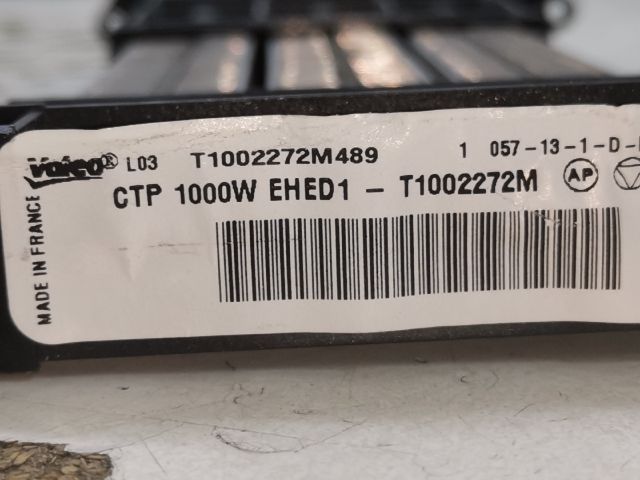 Valeo® L03 T1002272M489 1 057-13-1-D-
CTP 1000W EHED1 - T1002272M AP
MADE IN FRANCE